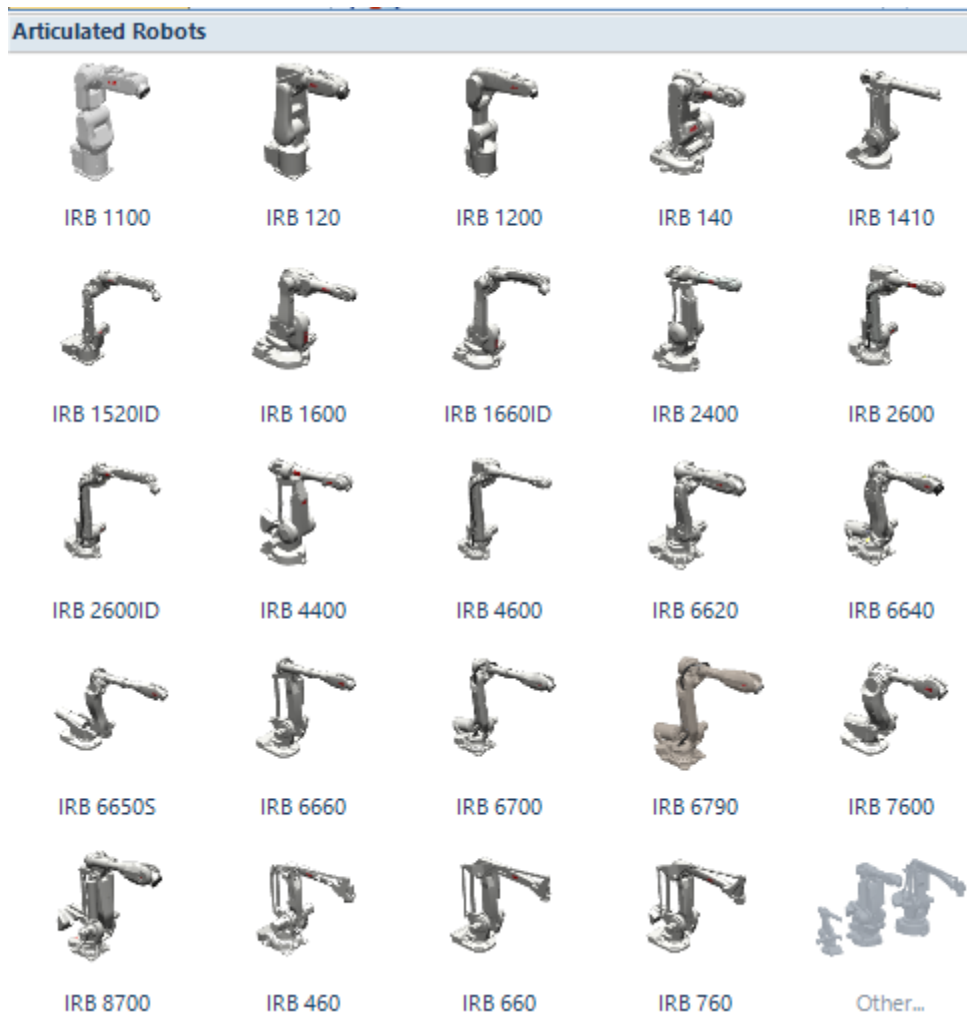 Articulated Robots
IRB 1100 IRB 120 IRB 1200 IRB 140 IRB 1410
IRB 1520ID IRB 1600 IRB 1660ID IRB 2400 IRB 2600
IRB 2600ID IRB 4400 IRB 4600 IRB 6620 IRB 6640
IRB 6650S IRB 6660 IRB 6700 IRB 6790 IRB 7600
IRB 8700 IRB 460 IRB 660 IRB 760 Other...